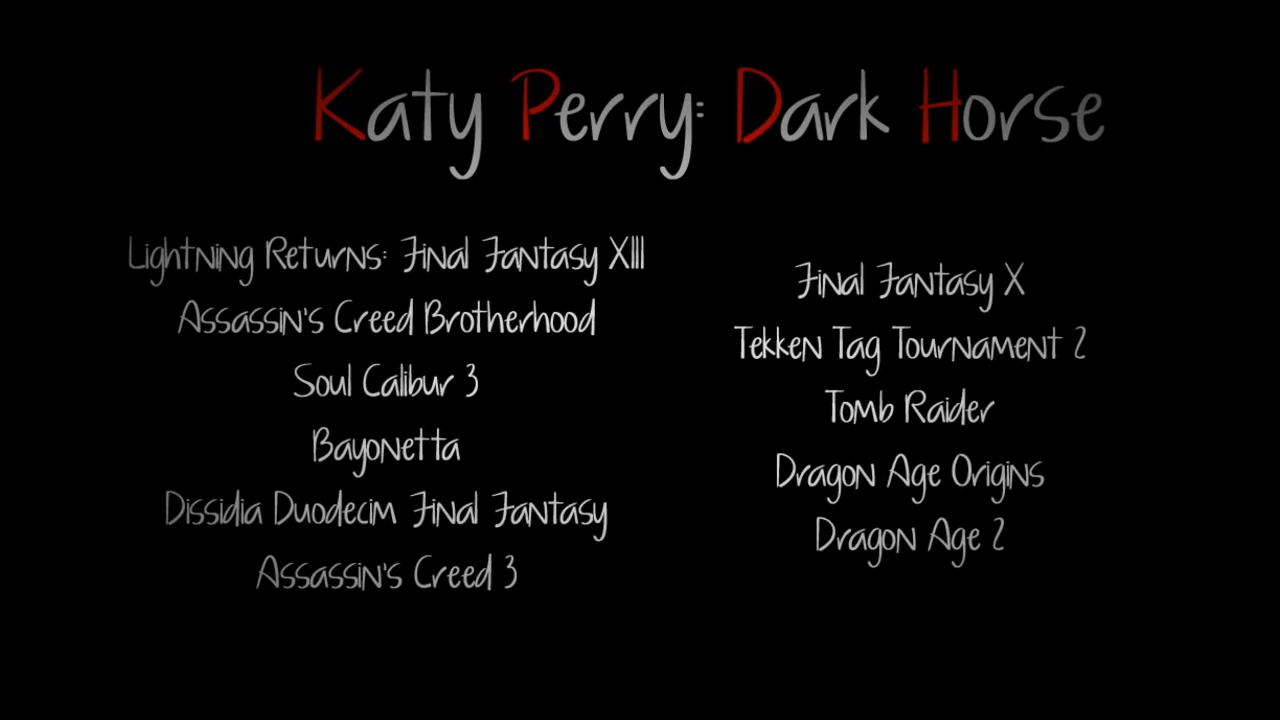 Katy Perry: Dark Horse
Lightning Returns: Final Fantasy XIII
Assassin's Creed Brotherhood
Soul Calibur 3
Bayonetta
Dissidia Duodecim Final Fantasy
Assassin's Creed 3
Final Fantasy X
Tekken Tag Tournament 2
Tomb Raider
Dragon Age Origins
Dragon Age 2